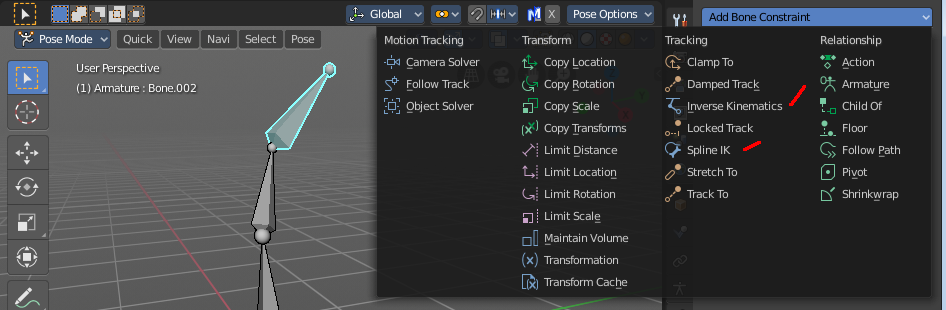 Global
X
Pose Options
Add Bone Constraint
Pose Mode
Quick
View
Navi
Select
Pose
User Perspective
(1) Armature : Bone.002
Motion Tracking
Camera Solver
Follow Track
Object Solver
Transform
Copy Location
Copy Rotation
Copy Scale
Copy Transforms
Limit Distance
Limit Location
Limit Rotation
Limit Scale
Maintain Volume
Transformation
Transform Cache
Tracking
Clamp To
Damped Track
Inverse Kinematics
Locked Track
Spline IK
Stretch To
Track To
Relationship
Action
Armature
Child Of
Floor
Follow Path
Pivot
Shrinkwrap